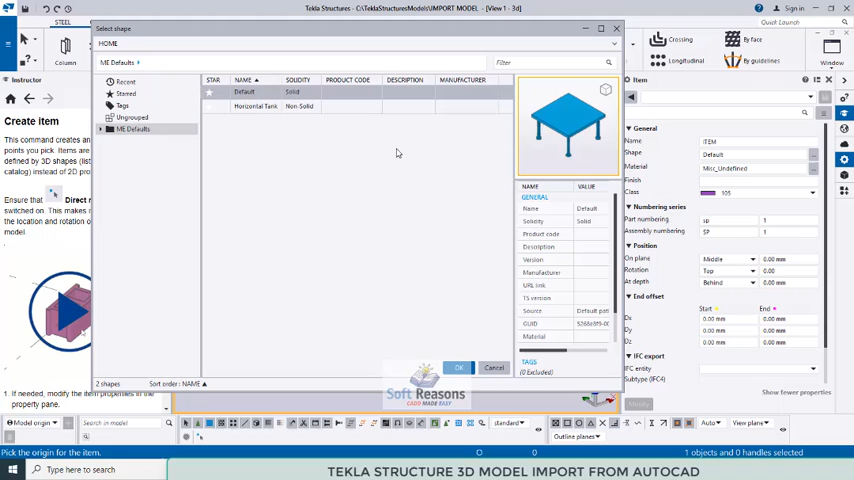 Tekla Structures - C:\TeklaStructuresModels\IMPORT MODEL - [View 1 - 3d]
Sign in
STEEL
Quick Launch
Column
Crossing
By face
Longitudinal
By guidelines
Window
Select shape
HOME
ME Defaults
Filter
Recent
Starred
Tags
Ungrouped
ME Defaults
STAR NAME SOLIDITY PRODUCT CODE DESCRIPTION MANUFACTURER
Default Solid
Horizontal Tank Non-Solid
NAME VALUE
GENERAL
Name Default
Solidity Solid
Product code
Description
Version
Manufacturer
URL link
TS version
Source Default pat
GUID
Material
TAGS
(0 Excluded)
OK
Cancel
2 shapes Sort order: NAME
Instructor
Create item
This command creates an
points you pick. Items are
defined by 3D shapes (lis
catalog) instead of 2D pro
Ensure that Direct m
switched on. This makes
the location and rotation o
model
1. If needed, modify the item properties in the
property pane.
Item
General
Name ITEM
Shape Default
Material Misc_Undefined
Finish
Class 105
Numbering series
Part numbering sp 1
Assembly numbering SP 1
Position
On plane Middle 0.00 mm
Rotation Top 0.00
At depth Behind 0.00 mm
End offset
Start End
Dx 0.00 mm 0.00 mm
Dy 0.00 mm 0.00 mm
Dz 0.00 mm 0.00 mm
IFC export
IFC entity
Subtype (IFC4)
Show fewer properties
Modify
Soft Reasons
CADD MADE EASY
Model origin
Search in model
standard
Auto
View plane
Outline planes
Pick the origin for the item.
O 0
1 objects and 0 handles selected
Type here to search
TEKLA STRUCTURE 3D MODEL IMPORT FROM AUTOCAD